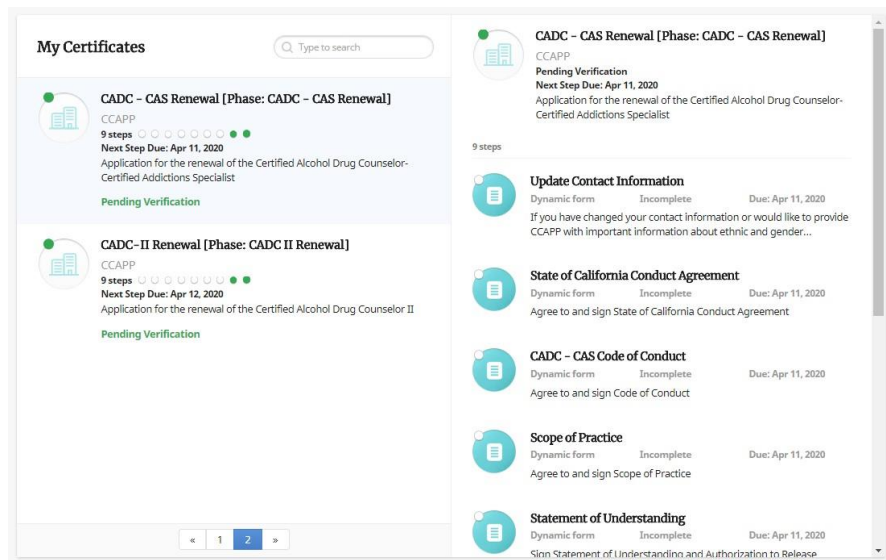 My Certificates
Type to search
CADC - CAS Renewal [Phase: CADC - CAS Renewal]
CCAPP
9 steps
Next Step Due: Apr 11, 2020
Application for the renewal of the Certified Alcohol Drug Counselor-
Certified Addictions Specialist
Pending Verification
CADC-II Renewal [Phase: CADC II Renewal]
CCAPP
9 steps
Next Step Due: Apr 12, 2020
Application for the renewal of the Certified Alcohol Drug Counselor II
Pending Verification
« 1 2 »
CADC - CAS Renewal [Phase: CADC - CAS Renewal]
CCAPP
Pending Verification
Next Step Due: Apr 11, 2020
Application for the renewal of the Certified Alcohol Drug Counselor-
Certified Addictions Specialist
9 steps
Update Contact Information
Dynamic form Incomplete Due: Apr 11, 2020
If you have changed your contact information or would like to provide
CCAPP with important information about ethnic and gender...
State of California Conduct Agreement
Dynamic form Incomplete Due: Apr 11, 2020
Agree to and sign State of California Conduct Agreement
CADC - CAS Code of Conduct
Dynamic form Incomplete Due: Apr 11, 2020
Agree to and sign Code of Conduct
Scope of Practice
Dynamic form Incomplete Due: Apr 11, 2020
Agree to and sign Scope of Practice
Statement of Understanding
Dynamic form Incomplete Due: Apr 11, 2020
Sign Statement of Understanding and Authorization to Release